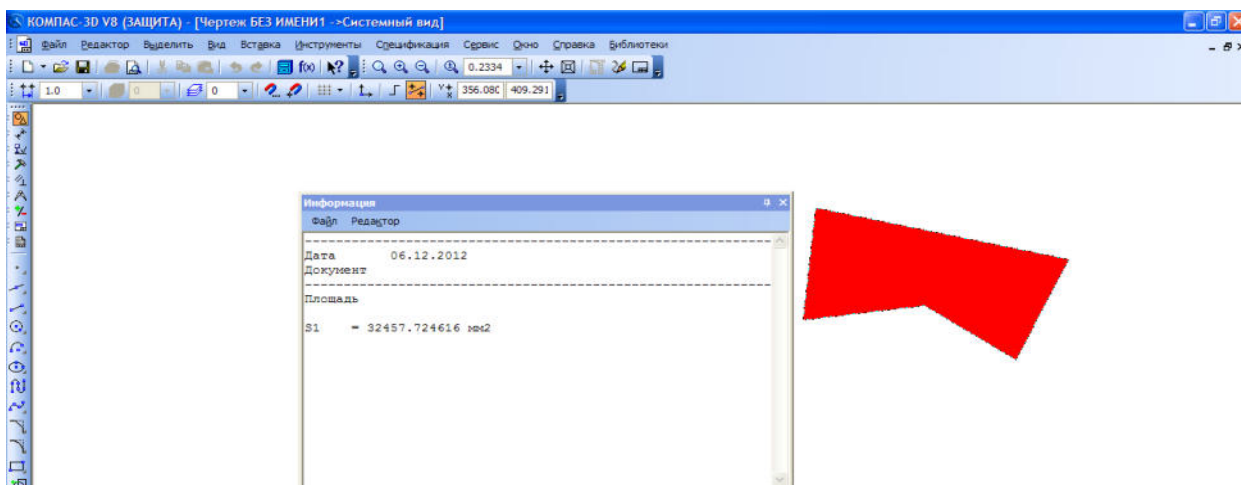 КОМПАС-3D V8 (ЗАЩИТА) - [Чертеж БЕЗ ИМЕНИ1 ->Системный вид]
Файл Редактор Выделить Вид Вставка Инструменты Спецификация Сервис Окно Справка Библиотеки
f(x) 0.2334
1.0 0 0 356.080 409.291
Информация
Файл Редактор
Дата 06.12.2012
Документ
Площадь
S1 = 32457.724616 мм2